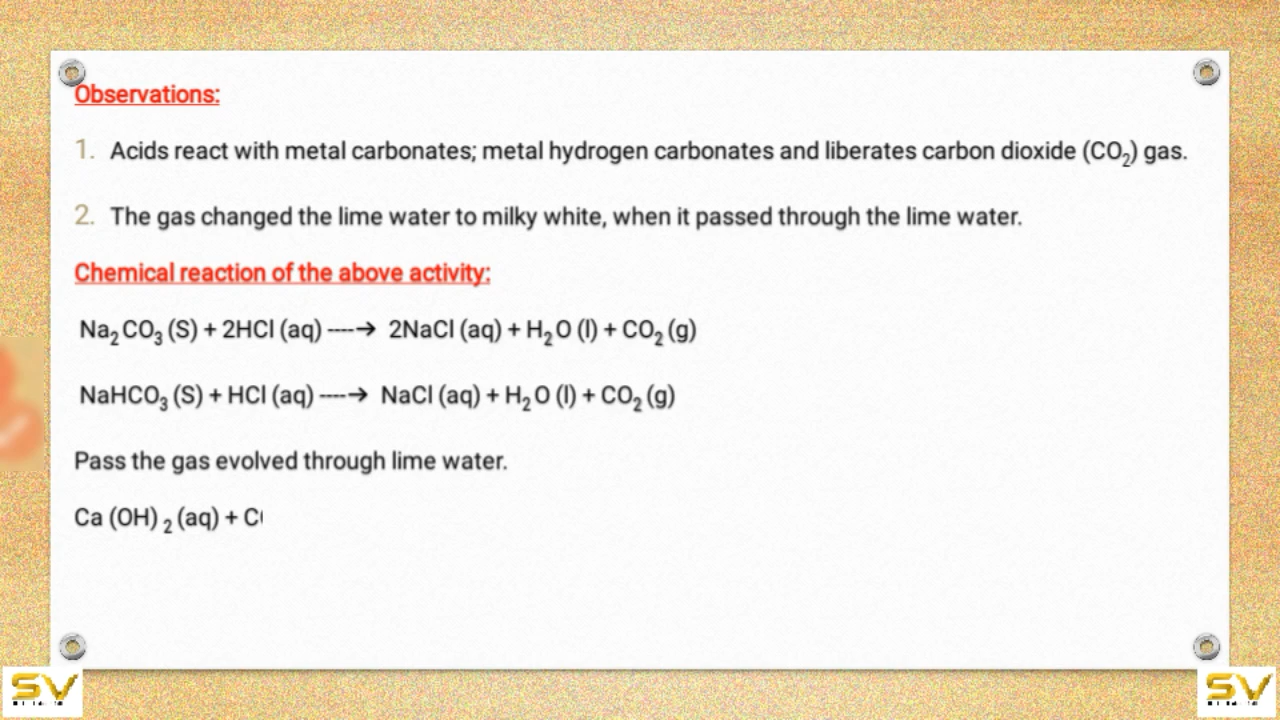 Observations:
1. Acids react with metal carbonates; metal hydrogen carbonates and liberates carbon dioxide (CO₂) gas.
2. The gas changed the lime water to milky white, when it passed through the lime water.
Chemical reaction of the above activity:
Na₂CO₃ (S) + 2HCl (aq) ----→ 2NaCl (aq) + H₂O (l) + CO₂ (g)
NaHCO₃ (S) + HCl (aq) ----→ NaCl (aq) + H₂O (l) + CO₂ (g)
Pass the gas evolved through lime water.
Ca (OH) ₂ (aq) + C
SV
SV